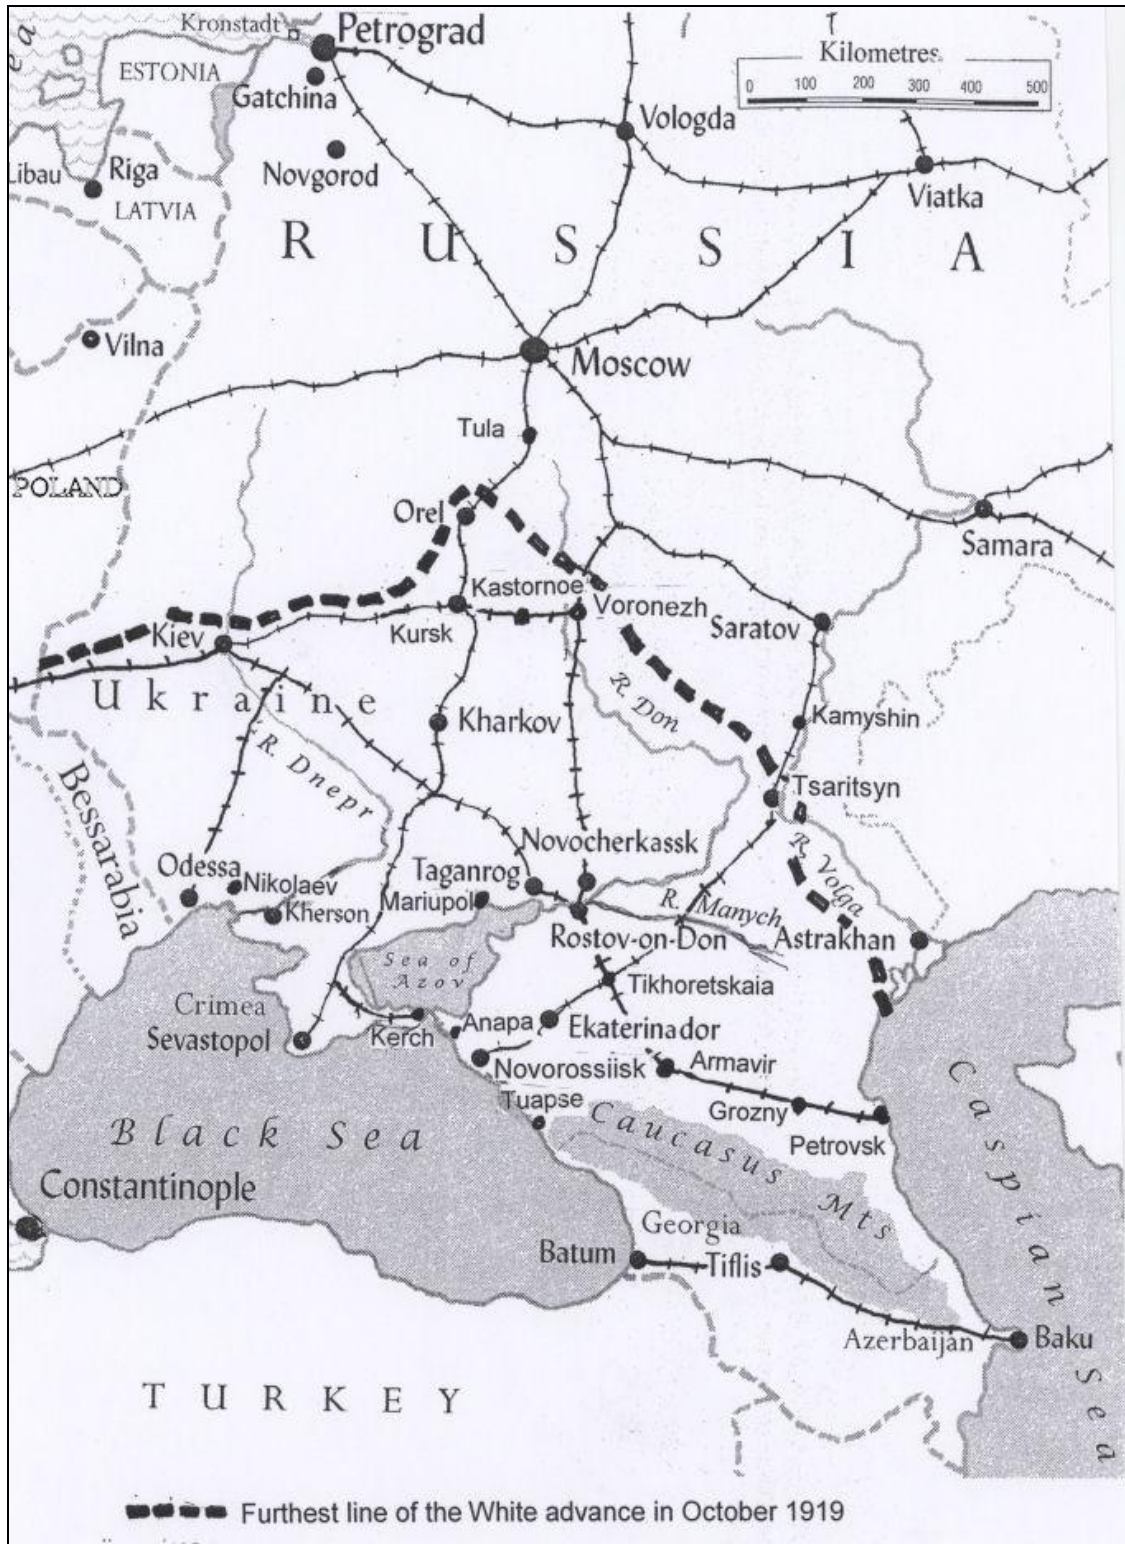 ea
Kronstadt
Petrograd
ESTONIA
Gatchina
Kilometres.
0 100 200 300 400 500
Vologda
Libau
Riga
LATVIA
Novgorod
Viatka
RUSSIA
Vilna
Moscow
Tula
POLAND
Orel
Samara
Kastornoe
Kiev
Kursk
Voronezh
Saratov
Ukraine
R. Don
Kharkov
Kamyshin
R. Dnepr
Bessarabia
Tsaritsyn
R. Volga
Odessa
Nikolaev
Kherson
Novocherkassk
Taganrog
Mariupol
R. Manych
Rostov-on-Don
Astrakhan
Sea of
Azov
Tikhoretskaia
Crimea
Sevastopol
Kerch
Anapa
Ekaterinador
Novorossiisk
Armavir
Tuapse
Grozny
Petrovsk
Black Sea
Caucasus Mts
Caspian Sea
Constantinople
Georgia
Batum
Tiflis
Azerbaijan
Baku
TURKEY
Furthest line of the White advance in October 1919